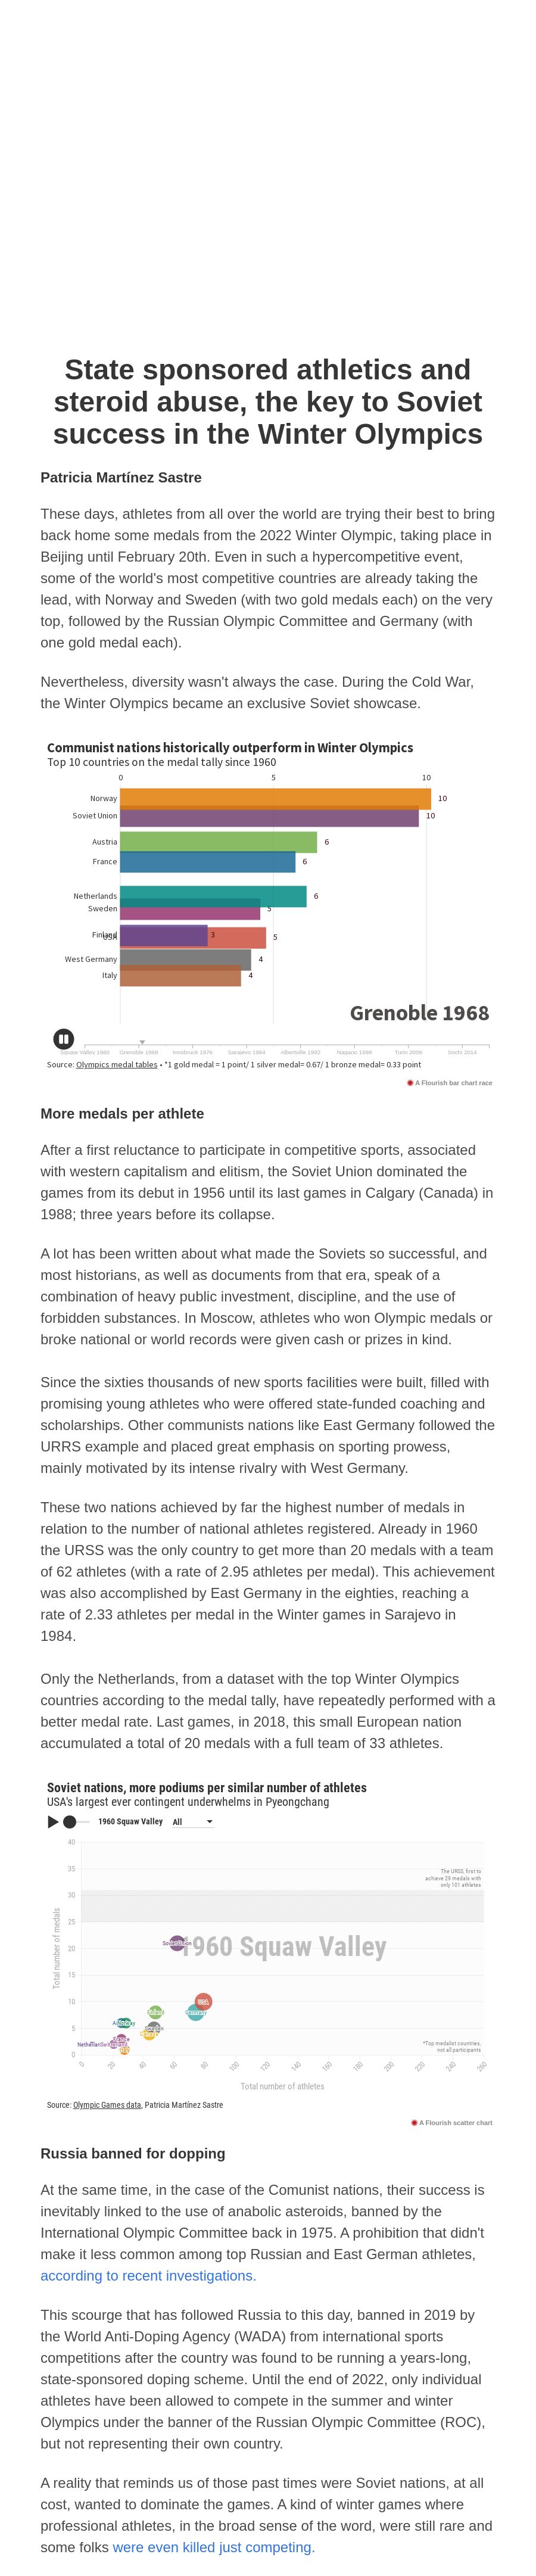 State sponsored athletics and
steroid abuse, the key to Soviet
success in the Winter Olympics
Patricia Martínez Sastre
These days, athletes from all over the world are trying their best to bring
back home some medals from the 2022 Winter Olympic, taking place in
Beijing until February 20th. Even in such a hypercompetitive event,
some of the world's most competitive countries are already taking the
lead, with Norway and Sweden (with two gold medals each) on the very
top, followed by the Russian Olympic Committee and Germany (with
one gold medal each).
Nevertheless, diversity wasn't always the case. During the Cold War,
the Winter Olympics became an exclusive Soviet showcase.
Communist nations historically outperform in Winter Olympics
Top 10 countries on the medal tally since 1960
0 5 10
Norway 10
Soviet Union 10
Austria 6
France 6
Netherlands 6
Sweden 5
Finland 3
USA 5
West Germany 4
Italy 4
Grenoble 1968
Squaw Valley 1960 Grenoble 1968 Innsbruck 1976 Sarajevo 1984 Albertville 1992 Nagano 1998 Turin 2006 Sochi 2014
Source: Olympics medal tables • *1 gold medal = 1 point/ 1 silver medal= 0.67/ 1 bronze medal= 0.33 point
A Flourish bar chart race
More medals per athlete
After a first reluctance to participate in competitive sports, associated
with western capitalism and elitism, the Soviet Union dominated the
games from its debut in 1956 until its last games in Calgary (Canada) in
1988; three years before its collapse.
A lot has been written about what made the Soviets so successful, and
most historians, as well as documents from that era, speak of a
combination of heavy public investment, discipline, and the use of
forbidden substances. In Moscow, athletes who won Olympic medals or
broke national or world records were given cash or prizes in kind.
Since the sixties thousands of new sports facilities were built, filled with
promising young athletes who were offered state-funded coaching and
scholarships. Other communists nations like East Germany followed the
URRS example and placed great emphasis on sporting prowess,
mainly motivated by its intense rivalry with West Germany.
These two nations achieved by far the highest number of medals in
relation to the number of national athletes registered. Already in 1960
the URSS was the only country to get more than 20 medals with a team
of 62 athletes (with a rate of 2.95 athletes per medal). This achievement
was also accomplished by East Germany in the eighties, reaching a
rate of 2.33 athletes per medal in the Winter games in Sarajevo in
1984.
Only the Netherlands, from a dataset with the top Winter Olympics
countries according to the medal tally, have repeatedly performed with a
better medal rate. Last games, in 2018, this small European nation
accumulated a total of 20 medals with a full team of 33 athletes.
Soviet nations, more podiums per similar number of athletes
USA's largest ever contingent underwhelms in Pyeongchang
1960 Squaw Valley All
40
35
The URSS, first to
achieve 29 medals with
only 101 athletes
30
25
20
15
10
5
0
Total number of medals
1960 Squaw Valley
Soviet Union
USA
Germany
*Top medalist countries,
not all participants
0 20 40 60 80 100 120 140 160 180 200 220 240 260
Total number of athletes
Source: Olympic Games data, Patricia Martínez Sastre
A Flourish scatter chart
Russia banned for dopping
At the same time, in the case of the Comunist nations, their success is
inevitably linked to the use of anabolic asteroids, banned by the
International Olympic Committee back in 1975. A prohibition that didn't
make it less common among top Russian and East German athletes,
according to recent investigations.
This scourge that has followed Russia to this day, banned in 2019 by
the World Anti-Doping Agency (WADA) from international sports
competitions after the country was found to be running a years-long,
state-sponsored doping scheme. Until the end of 2022, only individual
athletes have been allowed to compete in the summer and winter
Olympics under the banner of the Russian Olympic Committee (ROC),
but not representing their own country.
A reality that reminds us of those past times were Soviet nations, at all
cost, wanted to dominate the games. A kind of winter games where
professional athletes, in the broad sense of the word, were still rare and
some folks were even killed just competing.